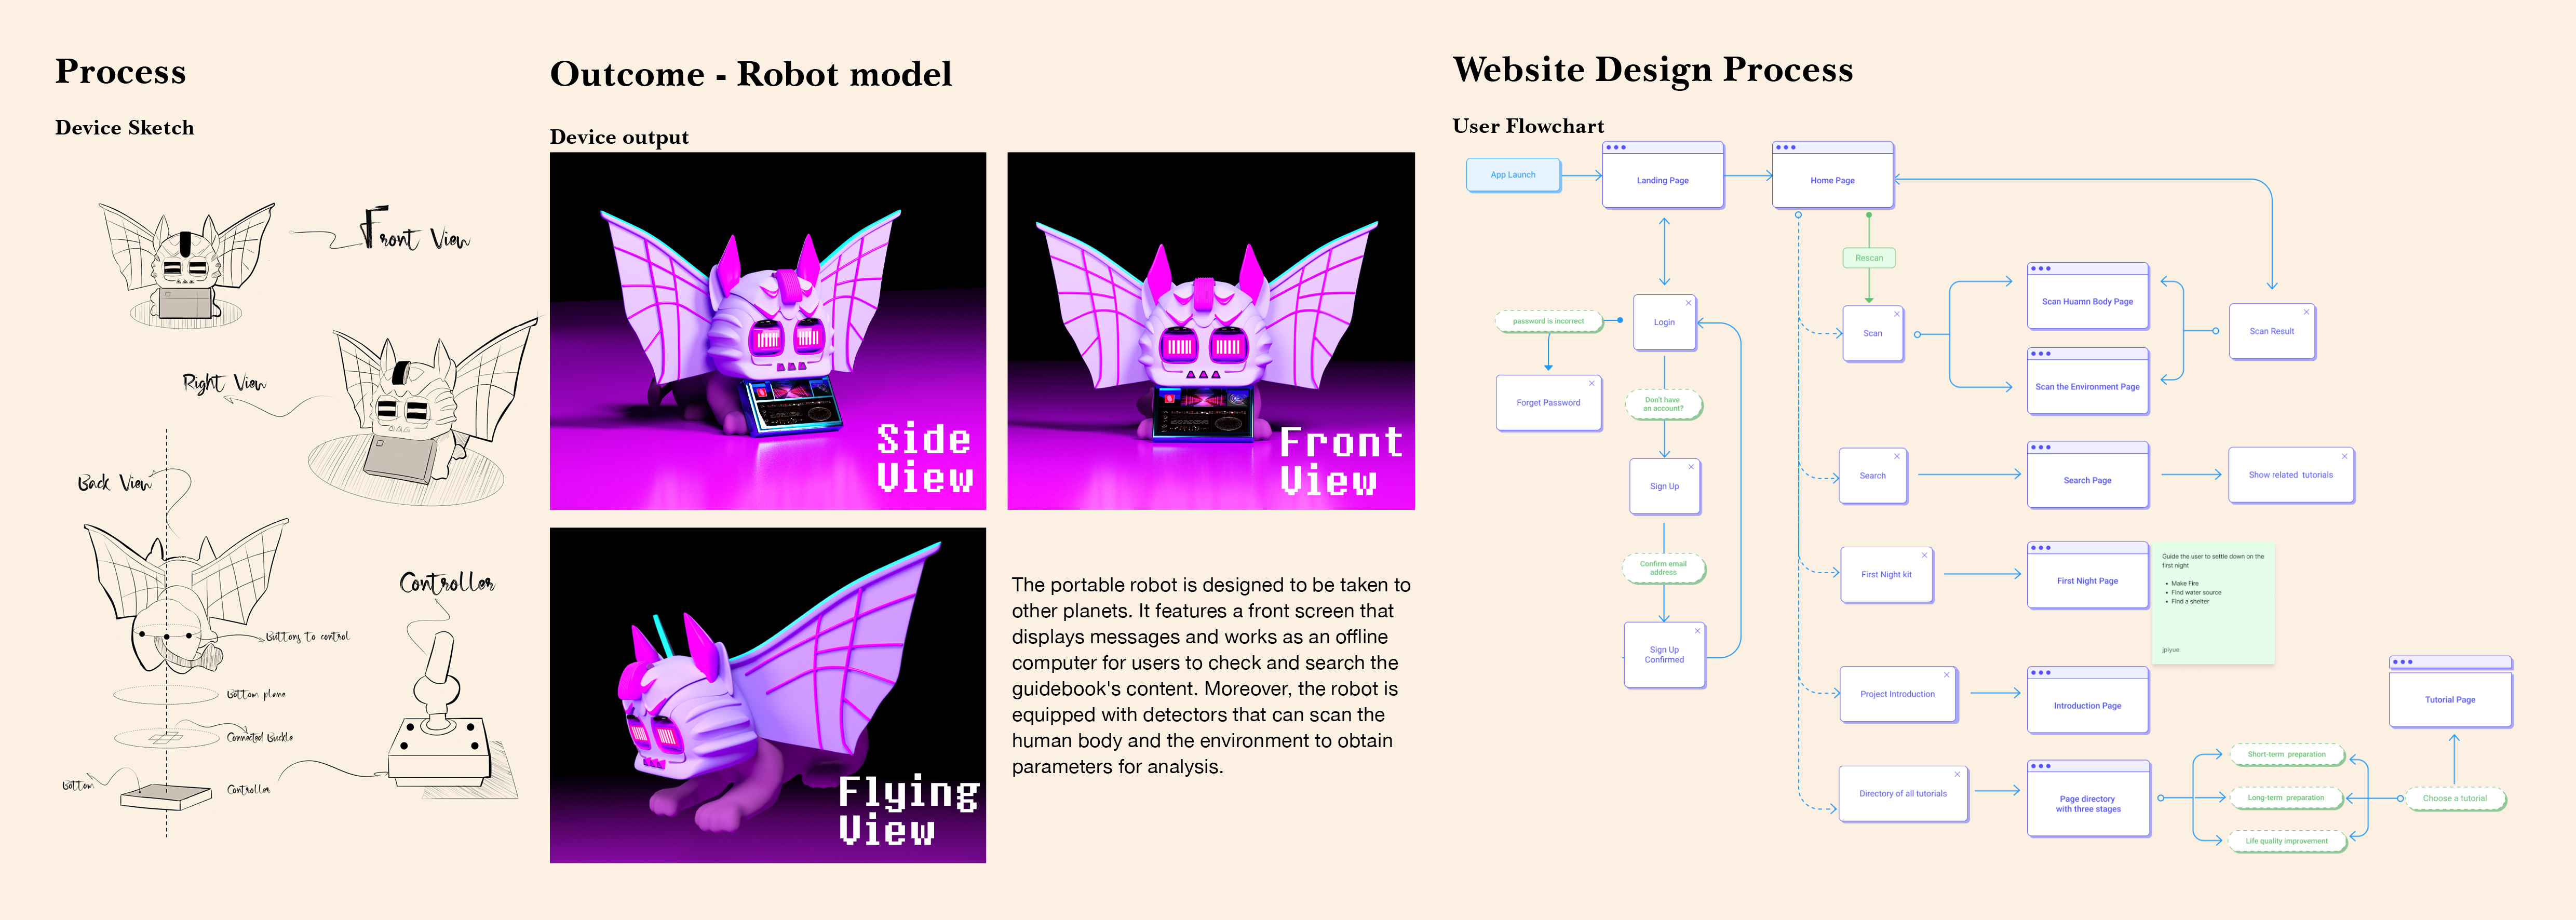 Process
Device Sketch
Front View
Right View
Back View
Buttons to control
Bottom plane
Connected Buckle
Bottom
Controller
Controller
Outcome - Robot model
Device output
Side
View
Front
View
Flying
View
The portable robot is designed to be taken to
other planets. It features a front screen that
displays messages and works as an offline
computer for users to check and search the
guidebook's content. Moreover, the robot is
equipped with detectors that can scan the
human body and the environment to obtain
parameters for analysis.
Website Design Process
User Flowchart
App Launch
Landing Page
Home Page
Rescan
password is incorrect
Login
Forget Password
Don't have
an account?
Sign Up
Confirm email
address
Sign Up
Confirmed
Scan
Scan Huamn Body Page
Scan the Environment Page
Scan Result
Search
Search Page
Show related tutorials
First Night kit
First Night Page
Guide the user to settle down on the
first night
• Make Fire
• Find water source
• Find a shelter
jpiyue
Project Introduction
Introduction Page
Directory of all tutorials
Page directory
with three stages
Short-term preparation
Long-term preparation
Life quality improvement
Choose a tutorial
Tutorial Page